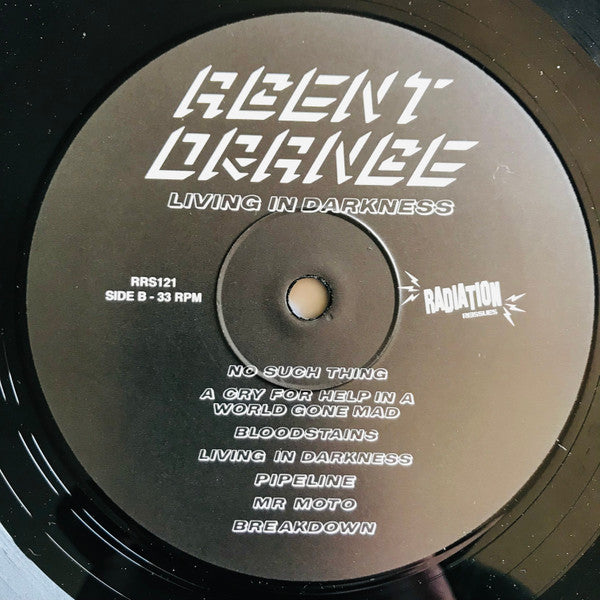 AGENT
ORANGE
LIVING IN DARKNESS
RRS121
SIDE B - 33 RPM
RADIATION
REISSUES
NO SUCH THING
A CRY FOR HELP IN A
WORLD GONE MAD
BLOODSTAINS
LIVING IN DARKNESS
PIPELINE
MR MOTO
BREAKDOWN